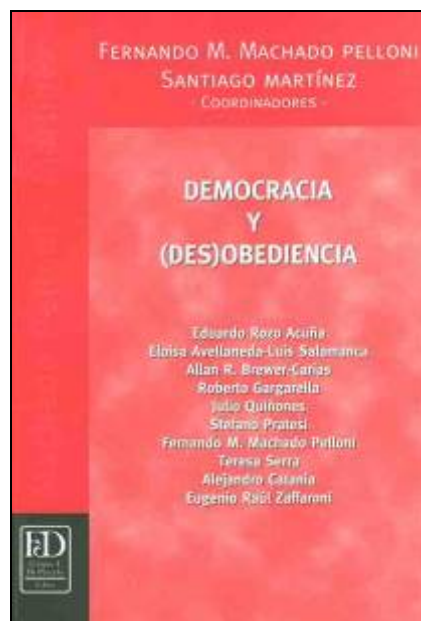 FERNANDO M. MACHADO PELLONI
SANTIAGO MARTÍNEZ
- COORDINADORES -
DEMOCRACIA
Y
(DES)OBEDIENCIA
Eduardo Rozo Acuña
Eloisa Avellaneda-Luis Salamanca
Allan R. Brewer-Carías
Roberto Gargarella
Julio Quiñones
Stefano Pratesi
Fernando M. Machado Pelloni
Teresa Serra
Alejandro Catania
Eugenio Raúl Zaffaroni